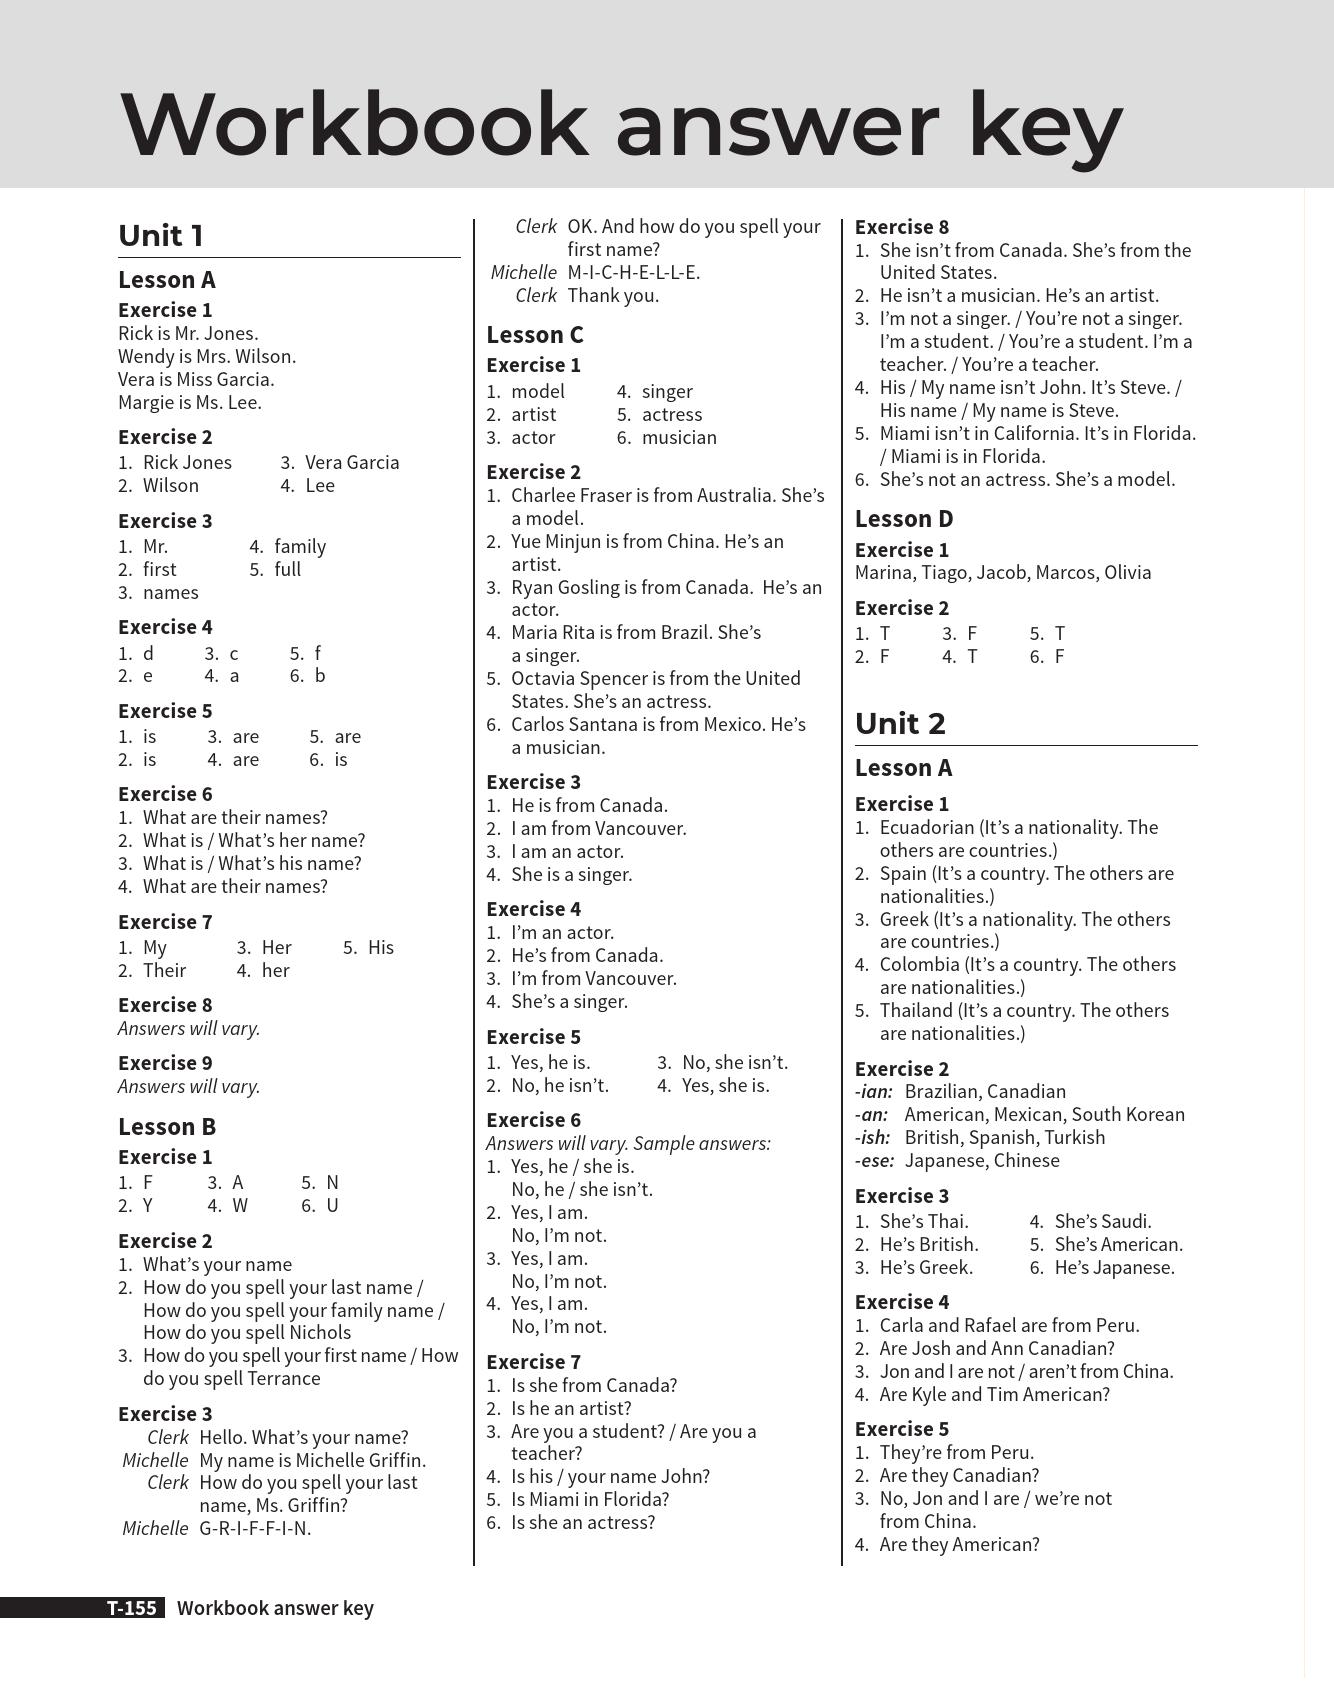 Workbook answer key
Unit 1
Lesson A
Exercise 1
Rick is Mr. Jones.
Wendy is Mrs. Wilson.
Vera is Miss Garcia.
Margie is Ms. Lee.
Exercise 2
1. Rick Jones 3. Vera Garcia
2. Wilson 4. Lee
Exercise 3
1. Mr. 4. family
2. first 5. full
3. names
Exercise 4
1. d 3. c 5. f
2. e 4. a 6. b
Exercise 5
1. is 3. are 5. are
2. is 4. are 6. is
Exercise 6
1. What are their names?
2. What is / What’s her name?
3. What is / What’s his name?
4. What are their names?
Exercise 7
1. My 3. Her 5. His
2. Their 4. her
Exercise 8
Answers will vary.
Exercise 9
Answers will vary.
Lesson B
Exercise 1
1. F 3. A 5. N
2. Y 4. W 6. U
Exercise 2
1. What’s your name
2. How do you spell your last name /
How do you spell your family name /
How do you spell Nichols
3. How do you spell your first name / How
do you spell Terrance
Exercise 3
Clerk Hello. What’s your name?
Michelle My name is Michelle Griffin.
Clerk How do you spell your last
name, Ms. Griffin?
Michelle G-R-I-F-F-I-N.
Clerk OK. And how do you spell your
first name?
Michelle M-I-C-H-E-L-L-E.
Clerk Thank you.
Lesson C
Exercise 1
1. model 4. singer
2. artist 5. actress
3. actor 6. musician
Exercise 2
1. Charlee Fraser is from Australia. She’s
a model.
2. Yue Minjun is from China. He’s an
artist.
3. Ryan Gosling is from Canada. He’s an
actor.
4. Maria Rita is from Brazil. She’s
a singer.
5. Octavia Spencer is from the United
States. She’s an actress.
6. Carlos Santana is from Mexico. He’s
a musician.
Exercise 3
1. He is from Canada.
2. I am from Vancouver.
3. I am an actor.
4. She is a singer.
Exercise 4
1. I’m an actor.
2. He’s from Canada.
3. I’m from Vancouver.
4. She’s a singer.
Exercise 5
1. Yes, he is. 3. No, she isn’t.
2. No, he isn’t. 4. Yes, she is.
Exercise 6
Answers will vary. Sample answers:
1. Yes, he / she is.
No, he / she isn’t.
2. Yes, I am.
No, I’m not.
3. Yes, I am.
No, I’m not.
4. Yes, I am.
No, I’m not.
Exercise 7
1. Is she from Canada?
2. Is he an artist?
3. Are you a student? / Are you a
teacher?
4. Is his / your name John?
5. Is Miami in Florida?
6. Is she an actress?
Exercise 8
1. She isn’t from Canada. She’s from the
United States.
2. He isn’t a musician. He’s an artist.
3. I’m not a singer. / You’re not a singer.
I’m a student. / You’re a student. I’m a
teacher. / You’re a teacher.
4. His / My name isn’t John. It’s Steve. /
His name / My name is Steve.
5. Miami isn’t in California. It’s in Florida.
/ Miami is in Florida.
6. She’s not an actress. She’s a model.
Lesson D
Exercise 1
Marina, Tiago, Jacob, Marcos, Olivia
Exercise 2
1. T 3. F 5. T
2. F 4. T 6. F
Unit 2
Lesson A
Exercise 1
1. Ecuadorian (It’s a nationality. The
others are countries.)
2. Spain (It’s a country. The others are
nationalities.)
3. Greek (It’s a nationality. The others
are countries.)
4. Colombia (It’s a country. The others
are nationalities.)
5. Thailand (It’s a country. The others
are nationalities.)
Exercise 2
-ian: Brazilian, Canadian
-an: American, Mexican, South Korean
-ish: British, Spanish, Turkish
-ese: Japanese, Chinese
Exercise 3
1. She’s Thai. 4. She’s Saudi.
2. He’s British. 5. She’s American.
3. He’s Greek. 6. He’s Japanese.
Exercise 4
1. Carla and Rafael are from Peru.
2. Are Josh and Ann Canadian?
3. Jon and I are not / aren’t from China.
4. Are Kyle and Tim American?
Exercise 5
1. They’re from Peru.
2. Are they Canadian?
3. No, Jon and I are / we’re not
from China.
4. Are they American?
T-155 Workbook answer key